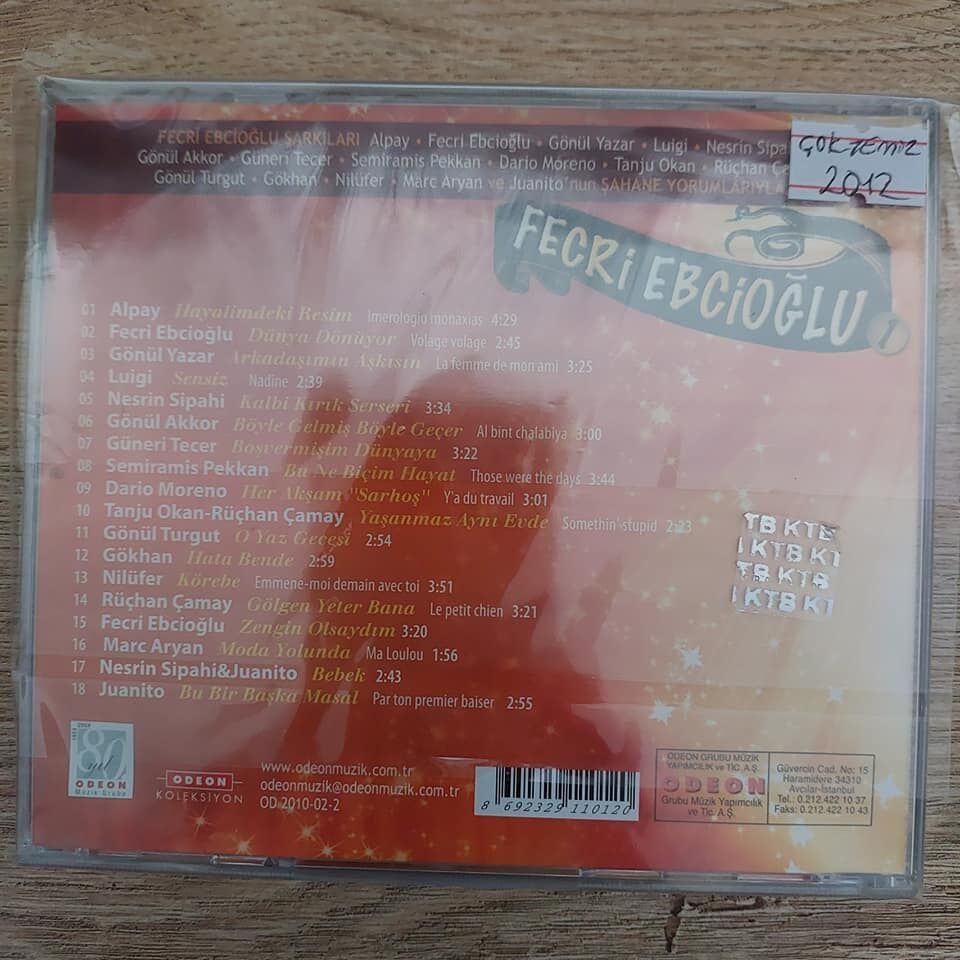 FECRİ EBCİOĞLU ŞARKILARI Alpay • Fecri Ebcioğlu • Gönül Yazar • Luigi • Nesrin
Gönül Akkor • Güneri Tecer • Semiramis Pekkan • Dario Moreno • Tanju Okan • Rüçhan
Gönül Turgut • Gökhan • Nilüfer • Marc Aryan ve Juanito'nun ŞAHANE YORUMLARIYLA
2012
FECRİ EBCİOĞLU 1
01 Alpay Hayalimdeki Resim Imerologio monaxias 4:29
02 Fecri Ebcioğlu Dünya Dönüyor Volage volage 2:45
03 Gönül Yazar Arkadaşımın Aşkısın La femme de mon ami 3:25
04 Luigi Sensiz Nadine 2:39
05 Nesrin Sipahi Kalbi Kırık Serseri 3:34
06 Gönül Akkor Böyle Gelmiş Böyle Geçer Al bint chalabiya 3:00
07 Güneri Tecer Boşvermişim Dünyaya 3:22
08 Semiramis Pekkan Bu Ne Biçim Hayat Those were the days 3:44
09 Dario Moreno Her Akşam "Sarhoş" Y'a du travail 3:01
10 Tanju Okan-Rüçhan Çamay Yaşanmaz Aynı Evde Somethin' stupid 2:23
11 Gönül Turgut O Yaz Gecesi 2:54
12 Gökhan Hata Bende 2:59
13 Nilüfer Körebe Emmene-moi demain avec toi 3:51
14 Rüçhan Çamay Gölgen Yeter Bana Le petit chien 3:21
15 Fecri Ebcioğlu Zengin Olsaydım 3:20
16 Marc Aryan Moda Yolunda Ma Loulou 1:56
17 Nesrin Sipahi&Juanito Bebek 2:43
18 Juanito Bu Bir Başka Masal Par ton premier baiser 2:55
TB KTB
KTB KT
TB KTB
KTB KT
80. yıl
ODEON
Müzik Grubu
ODEON
KOLEKSİYON
www.odeonmuzik.com.tr
odeonmuzik@odeonmuzik.com.tr
OD 2010-02-2
8 692329 110120
ODEON GRUBU MÜZİK
YAPIMCILIK ve TİC. A.Ş.
ODEON
Grubu Müzik Yapımcılık
ve Tic. A.Ş.
Güvercin Cad. No: 15
Haramidere 34310
Avcılar-İstanbul
Tel.: 0.212.422 10 37
Faks: 0.212.422 10 43